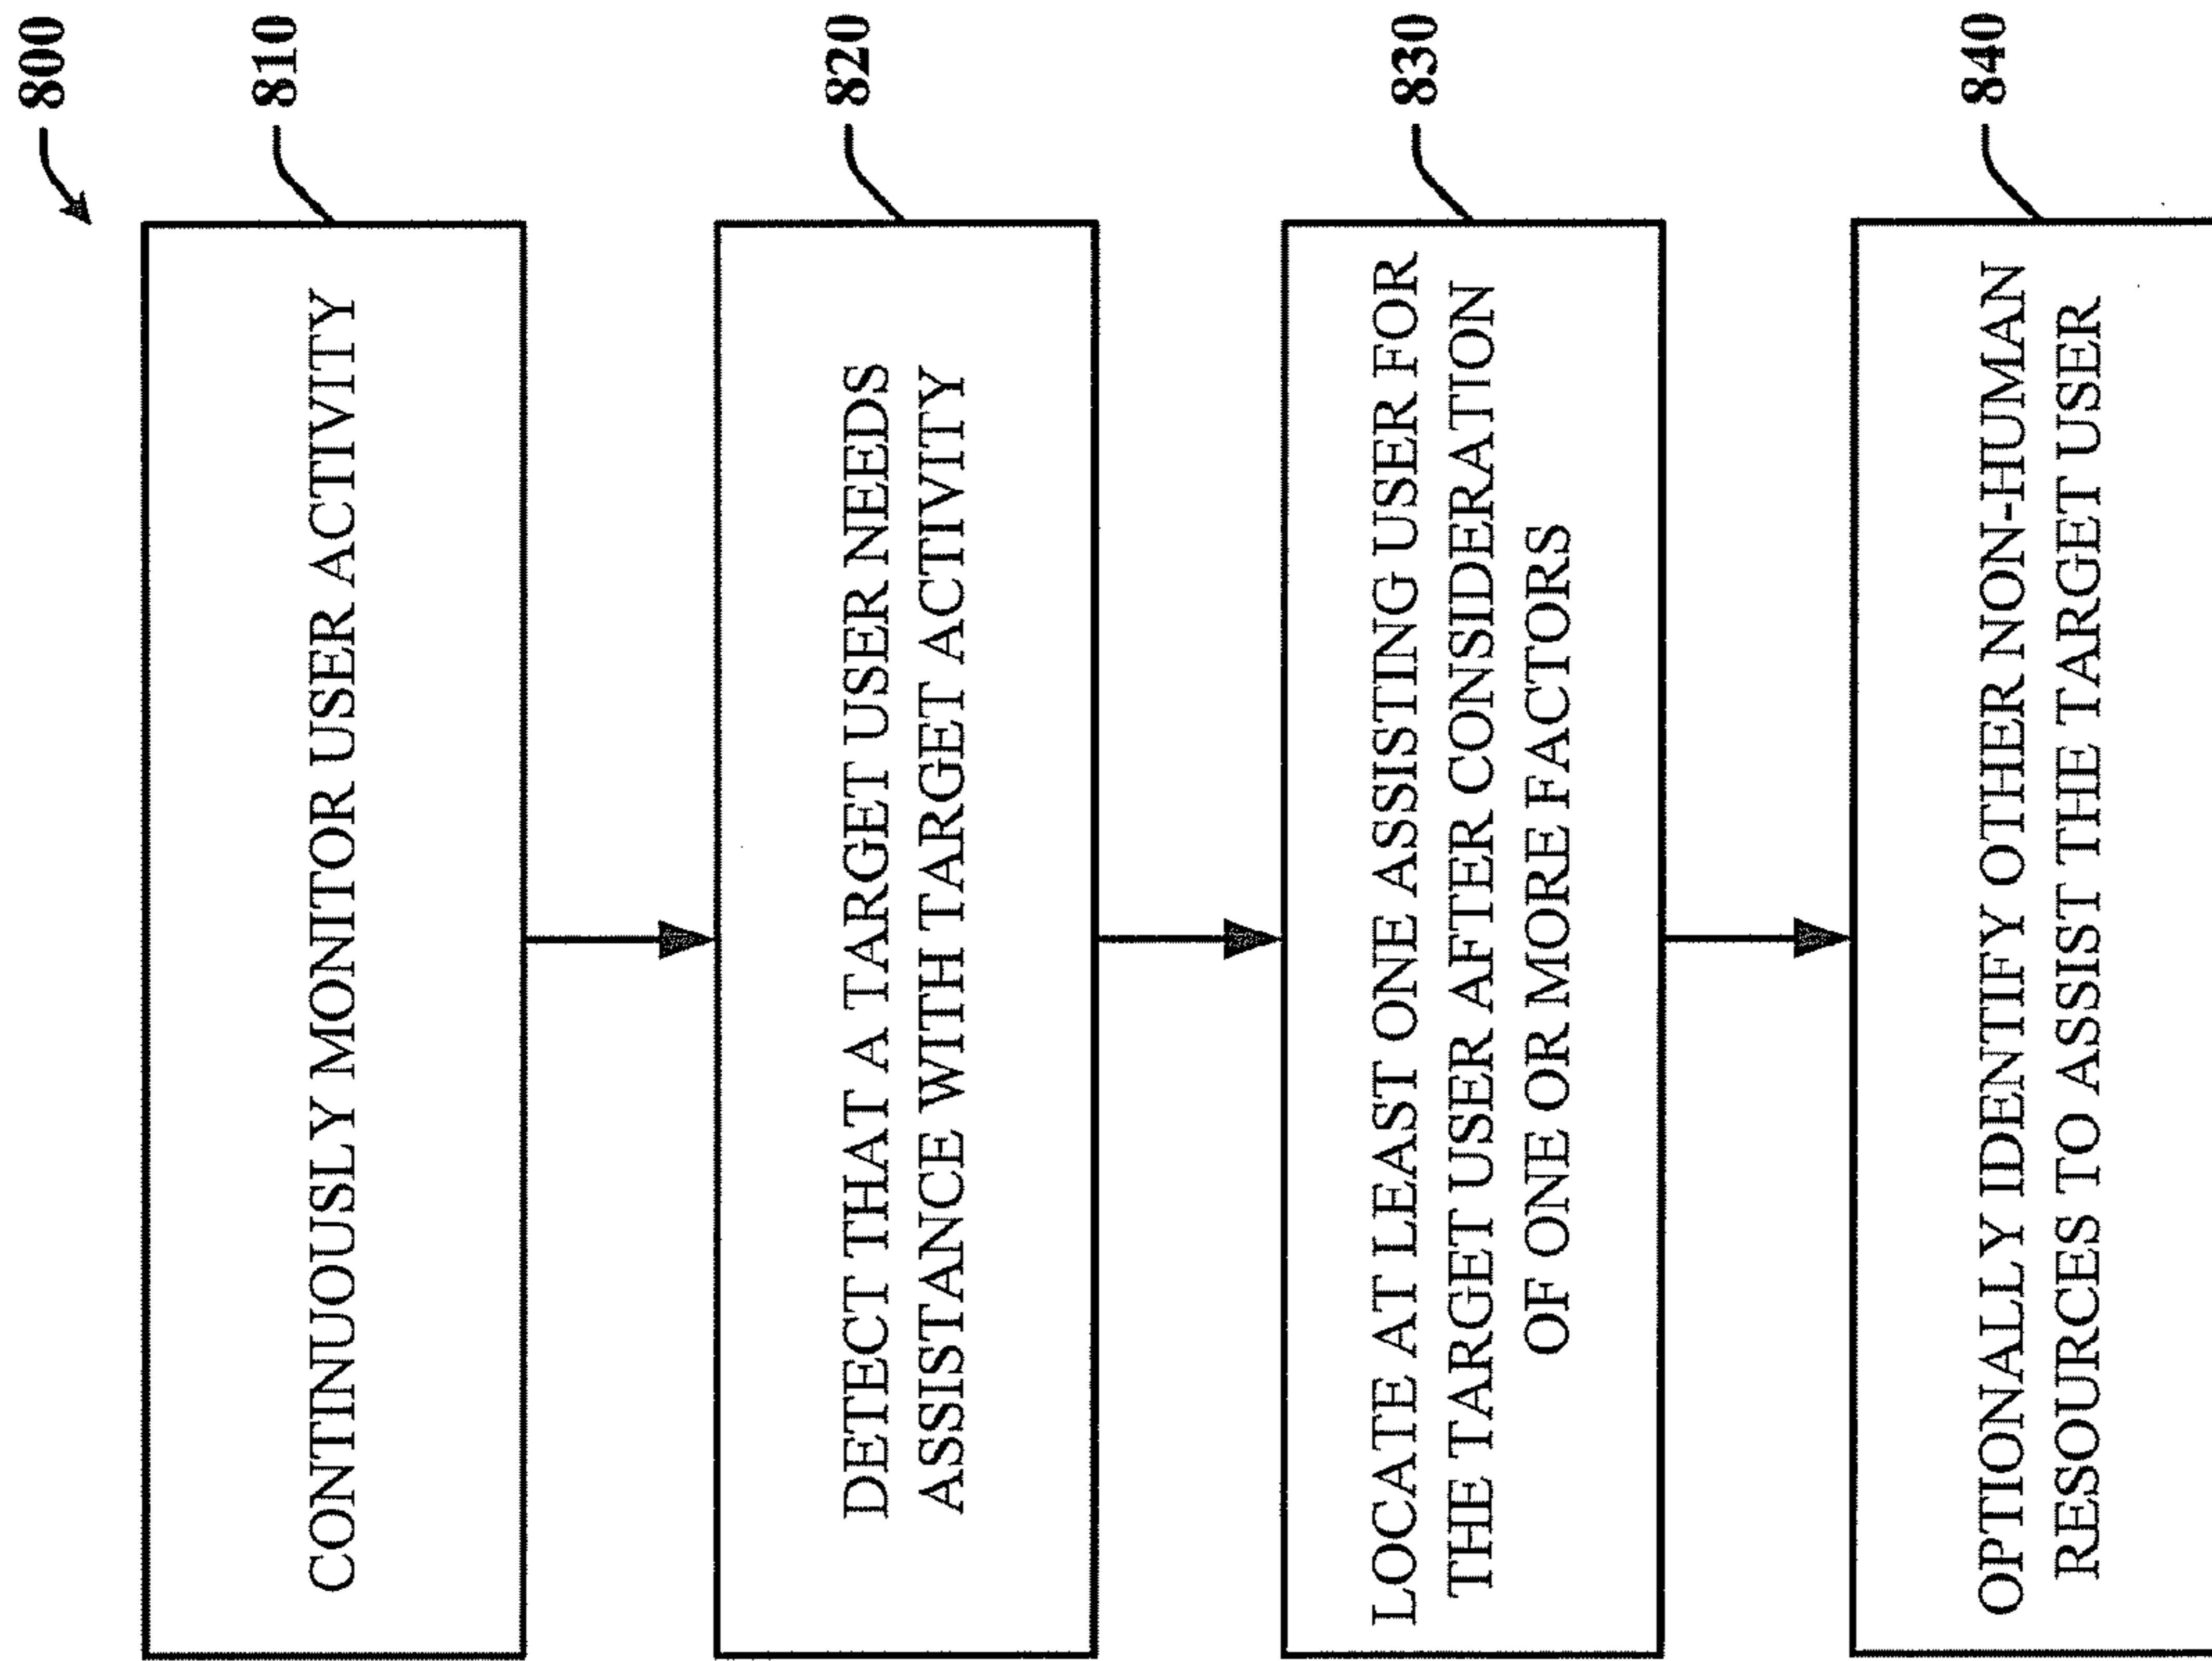 800
810
CONTINUOUSLY MONITOR USER ACTIVITY
820
DETECT THAT A TARGET USER NEEDS
ASSISTANCE WITH TARGET ACTIVITY
830
LOCATE AT LEAST ONE ASSISTING USER FOR
THE TARGET USER AFTER CONSIDERATION
OF ONE OR MORE FACTORS
840
OPTIONALLY IDENTIFY OTHER NON-HUMAN
RESOURCES TO ASSIST THE TARGET USER